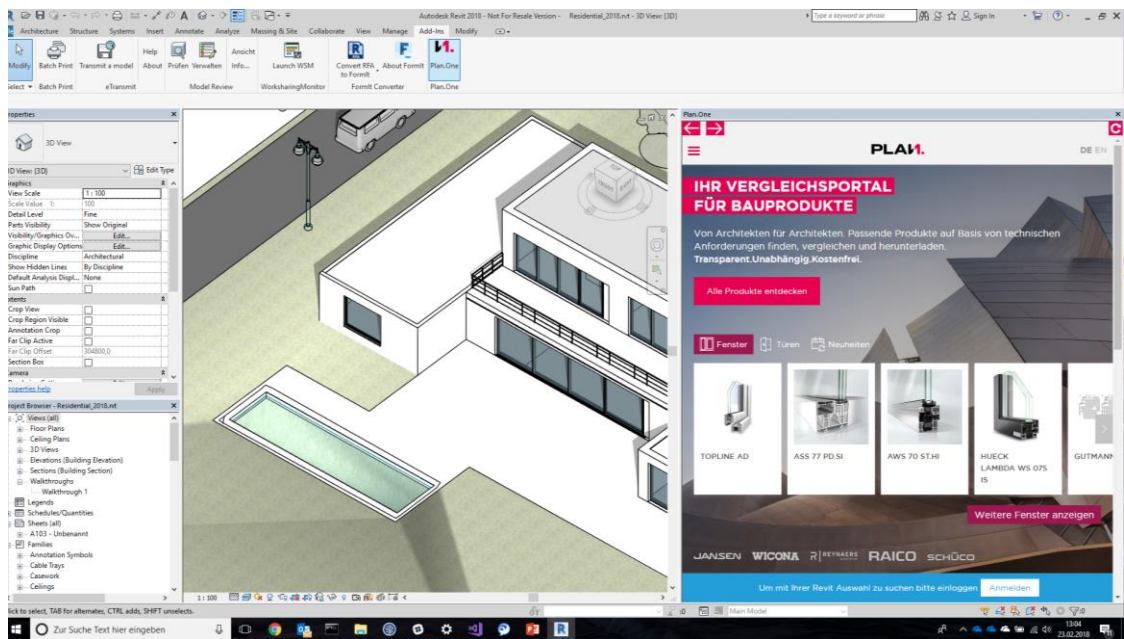 Autodesk Revit 2018 - Not For Resale Version - Residential_2018.rvt - 3D View: {3D}
Type a keyword or phrase
Sign In
Architecture Structure Systems Insert Annotate Analyze Massing & Site Collaborate View Manage Add-Ins Modify
Modify
Batch Print
Transmit a model
Help
About
Prüfen
Verwalten
Ansicht
Info...
Launch WSM
Convert RFA
to FormIt
About FormIt
Plan.One
Select
Batch Print
eTransmit
Model Review
WorksharingMonitor
FormIt Converter
Plan.One
Properties
3D View
3D View: {3D}
Edit Type
Graphics
View Scale 1 : 100
Scale Value 1: 100
Detail Level Fine
Parts Visibility Show Original
Visibility/Graphics Ov... Edit...
Graphic Display Options Edit...
Discipline Architectural
Show Hidden Lines By Discipline
Default Analysis Displ... None
Sun Path
Extents
Crop View
Crop Region Visible
Annotation Crop
Far Clip Active
Far Clip Offset 304800,0
Section Box
Camera
Properties help
Apply
Project Browser - Residential_2018.rvt
Views (all)
Floor Plans
Ceiling Plans
3D Views
Elevations (Building Elevation)
Sections (Building Section)
Walkthroughs
Walkthrough 1
Legends
Schedules/Quantities
Sheets (all)
A103 - Unbenannt
Families
Annotation Symbols
Cable Trays
Casework
Ceilings
1 : 100
Plan.One
PLAN1.
DE EN
IHR VERGLEICHSPORTAL
FÜR BAUPRODUKTE
Von Architekten für Architekten. Passende Produkte auf Basis von technischen
Anforderungen finden, vergleichen und herunterladen.
Transparent.Unabhängig.Kostenfrei.
Alle Produkte entdecken
Fenster Türen Neuheiten
TOPLINE AD
ASS 77 PD.SI
AWS 70 ST.HI
HUECK
LAMBDA WS 075
IS
GUTMANN
Weitere Fenster anzeigen
JANSEN WICONA REYNAERS RAICO SCHÜCO
Um mit Ihrer Revit Auswahl zu suchen bitte einloggen
Anmelden
Click to select, TAB for alternates, CTRL adds, SHIFT unselects.
:0
Main Model
Zur Suche Text hier eingeben
13:04
23.02.2018